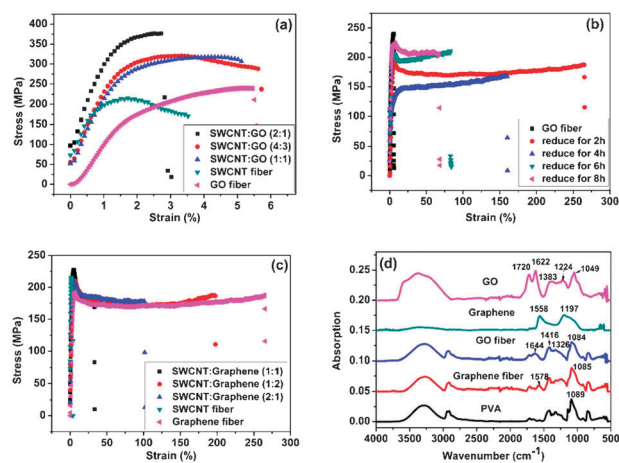 (a)
400
350
300
250
200
150
100
50
0
Stress (MPa)
SWCNT:GO (2:1)
SWCNT:GO (4:3)
SWCNT:GO (1:1)
SWCNT fiber
GO fiber
0 1 2 3 4 5 6
Strain (%)
(b)
250
200
150
100
50
0
Stress (MPa)
GO fiber
reduce for 2h
reduce for 4h
reduce for 6h
reduce for 8h
0 50 100 150 200 250 300
Strain (%)
(c)
250
200
150
100
50
0
Stress (MPa)
SWCNT:Graphene (1:1)
SWCNT:Graphene (1:2)
SWCNT:Graphene (2:1)
SWCNT fiber
Graphene fiber
0 50 100 150 200 250 300
Strain (%)
(d)
0.25
0.20
0.15
0.10
0.05
0.00
Absorption
1720 1622 1383 1224 1049
GO
Graphene 1558 1197
GO fiber 1644 1416 1326 1084
Graphene fiber 1578 1085
PVA 1089
4000 3500 3000 2500 2000 1500 1000 500
Wavenumber (cm-1)